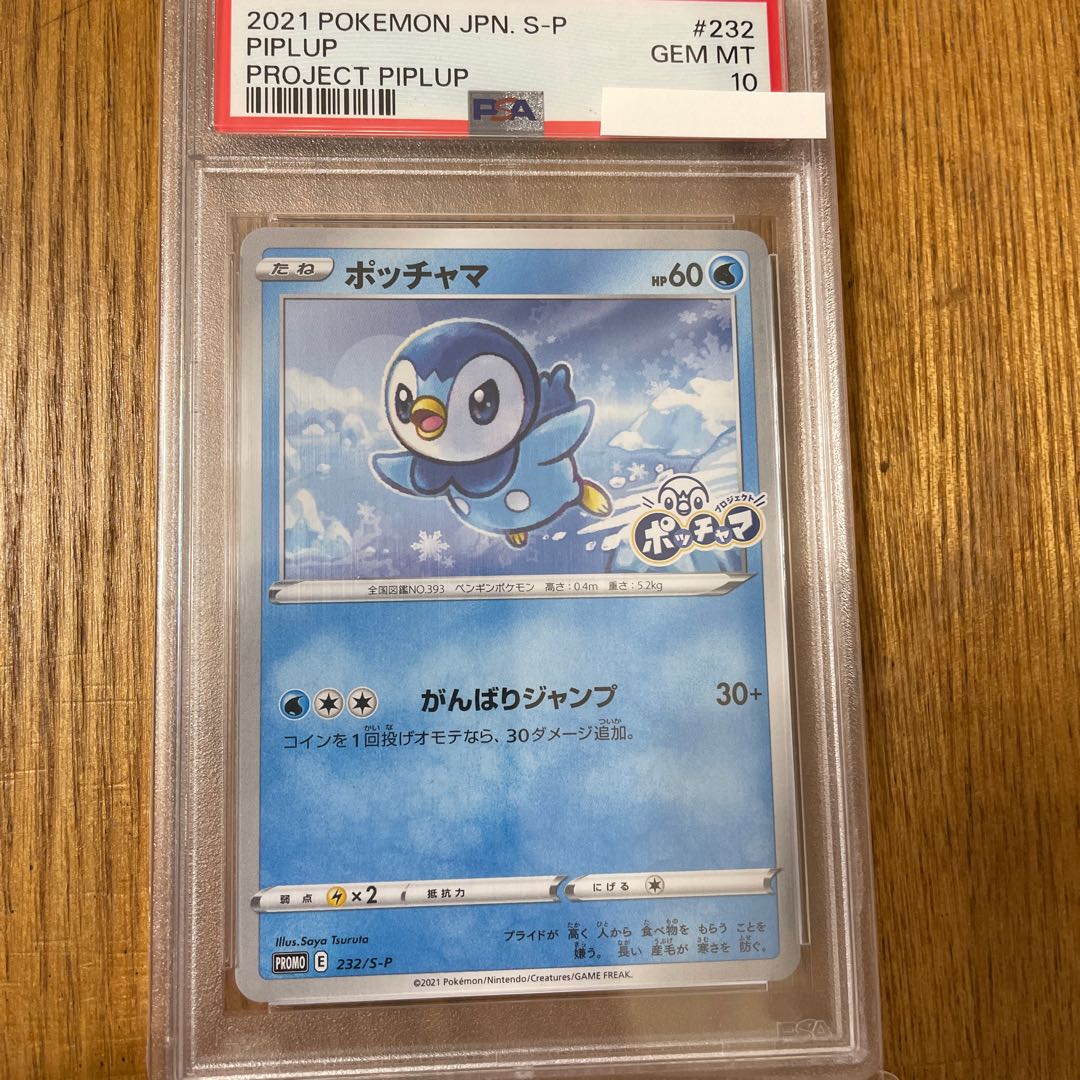 2021 POKEMON JPN. S-P #232
PIPLUP GEM MT
PROJECT PIPLUP 10
PSA
たね ポッチャマ HP60
プロジェクト
ポッチャマ
全国図鑑NO.393 ペンギンポケモン 高さ:0.4m 重さ:5.2kg
がんばりジャンプ 30+
コインを1回投げオモテなら、30ダメージ追加。
弱点 ×2 抵抗力 にげる
Illus.Saya Tsuruta
プライドが 高く 人から 食べ物を もらう ことを
嫌う。 長い 産毛が 寒さを 防ぐ。
PROMO E 232/S-P
©2021 Pokémon/Nintendo/Creatures/GAME FREAK.
PSA